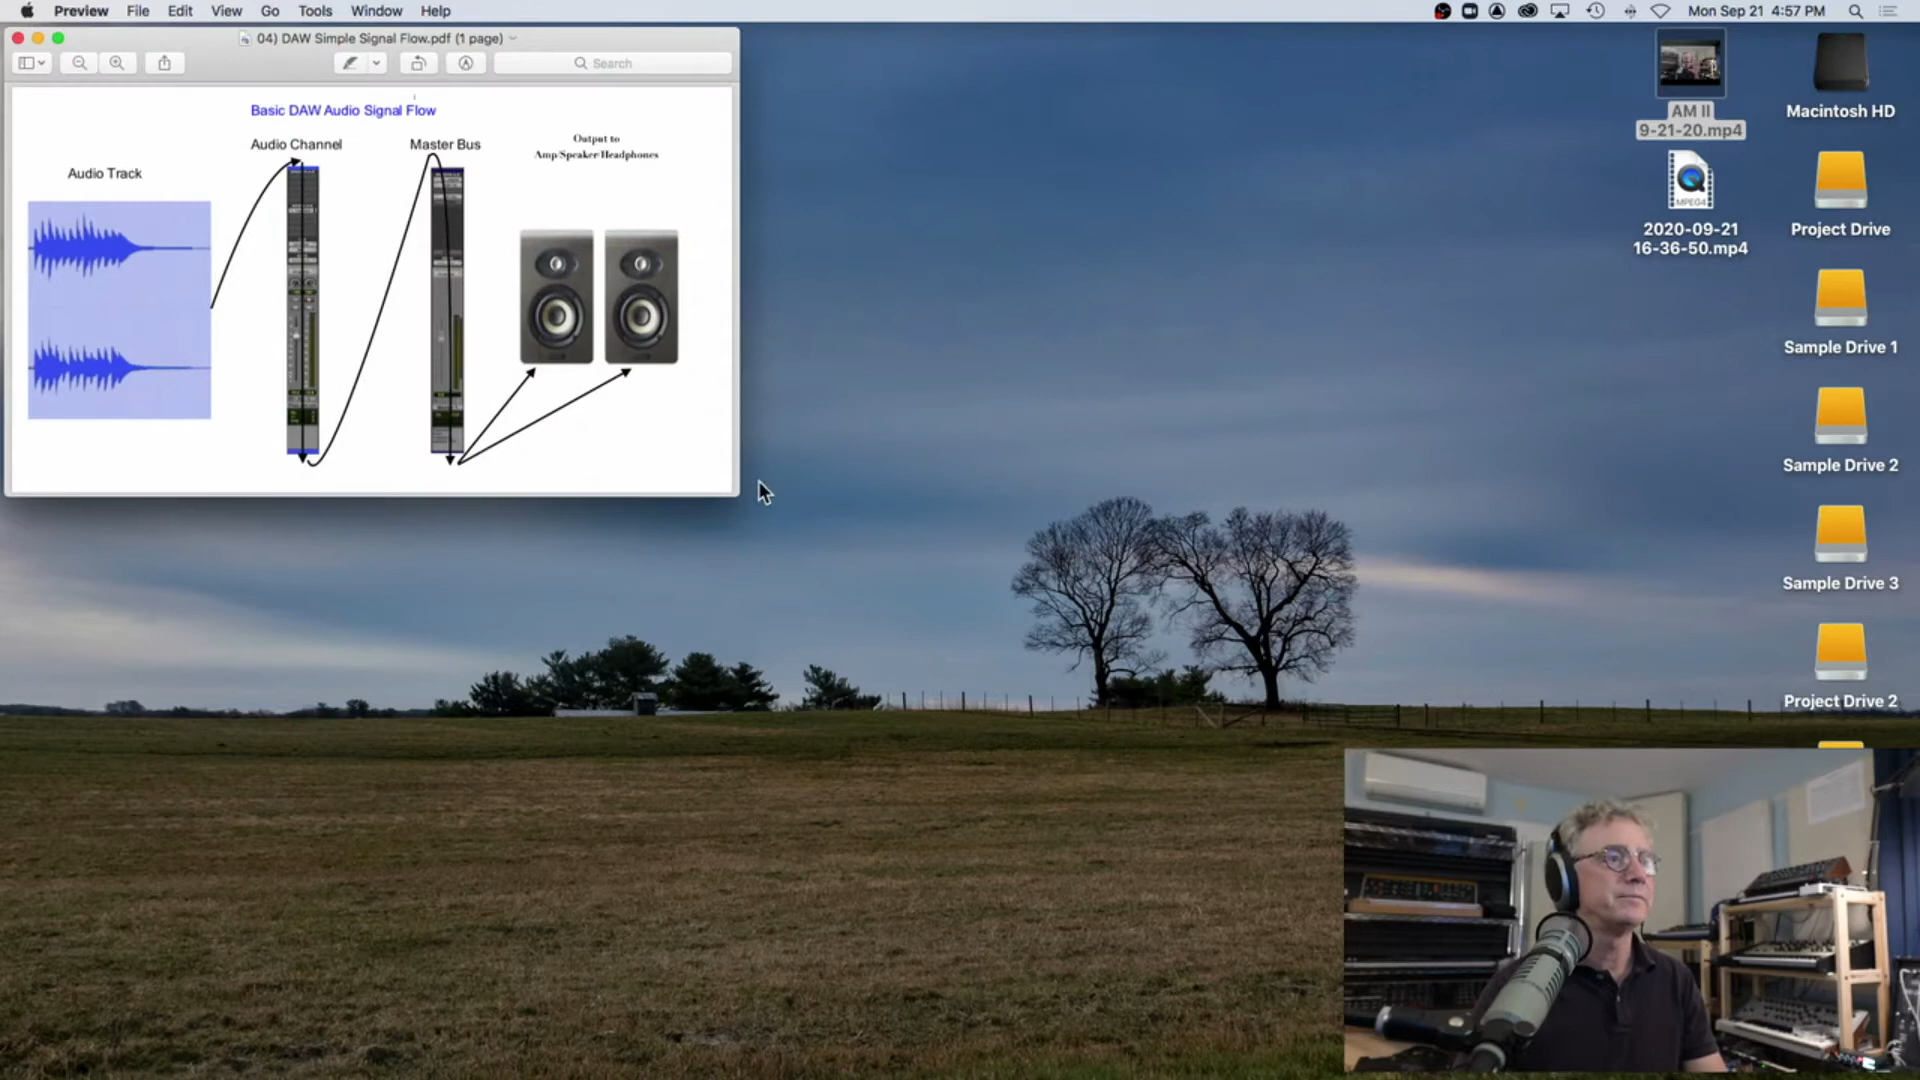 Preview File Edit View Go Tools Window Help
Mon Sep 21 4:57 PM
04) DAW Simple Signal Flow.pdf (1 page)
Search
Basic DAW Audio Signal Flow
Audio Track
Audio Channel
Master Bus
Output to
Amp/Speaker/Headphones
AM II
9-21-20.mp4
MPEG4
2020-09-21
16-36-50.mp4
Macintosh HD
Project Drive
Sample Drive 1
Sample Drive 2
Sample Drive 3
Project Drive 2